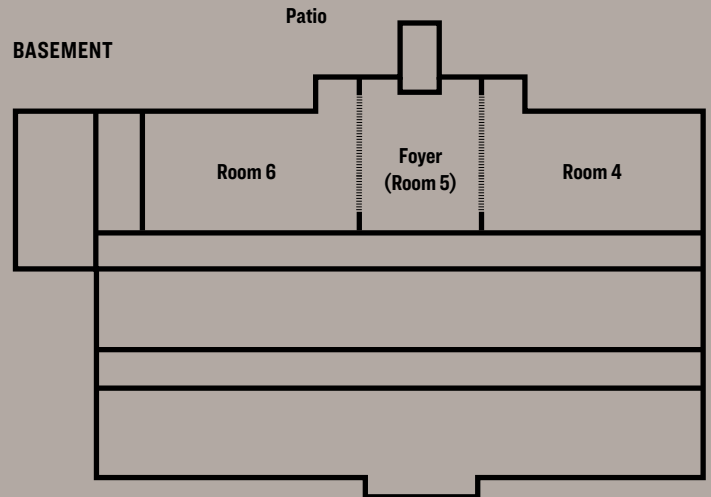 Patio
BASEMENT
Room 6
Foyer
(Room 5)
Room 4